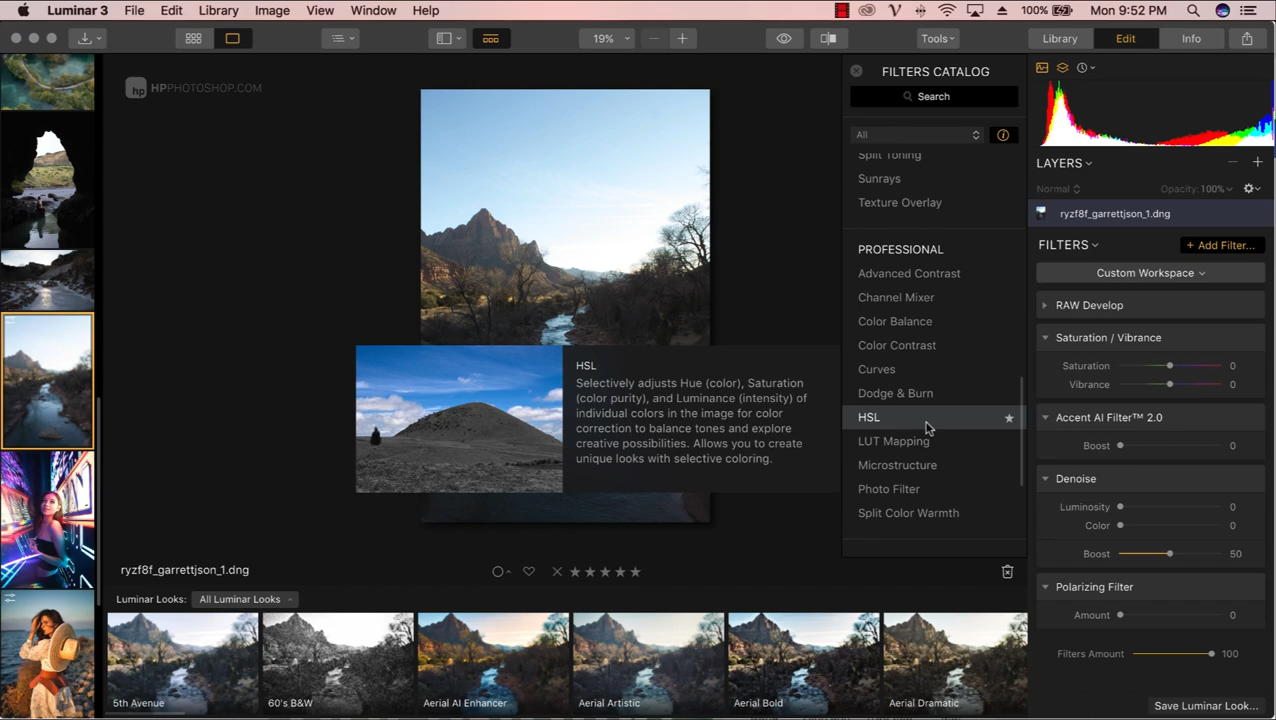 Luminar 3 File Edit Library Image View Window Help 100% Mon 9:52 PM
19% Tools Library Edit Info
hp HPPHOTOSHOP.COM
FILTERS CATALOG
Search
All
Split Toning
Sunrays
Texture Overlay
PROFESSIONAL
Advanced Contrast
Channel Mixer
Color Balance
Color Contrast
Curves
Dodge & Burn
HSL
LUT Mapping
Microstructure
Photo Filter
Split Color Warmth
HSL
Selectively adjusts Hue (color), Saturation
(color purity), and Luminance (intensity) of
individual colors in the image for color
correction to balance tones and explore
creative possibilities. Allows you to create
unique looks with selective coloring.
LAYERS
Normal Opacity: 100%
ryzf8f_garrettjson_1.dng
FILTERS + Add Filter...
Custom Workspace
RAW Develop
Saturation / Vibrance
Saturation 0
Vibrance 0
Accent AI Filter™ 2.0
Boost 0
Denoise
Luminosity 0
Color 0
Boost 50
Polarizing Filter
Amount 0
Filters Amount 100
Save Luminar Look...
ryzf8f_garrettjson_1.dng
Luminar Looks: All Luminar Looks
5th Avenue
60's B&W
Aerial AI Enhancer
Aerial Artistic
Aerial Bold
Aerial Dramatic